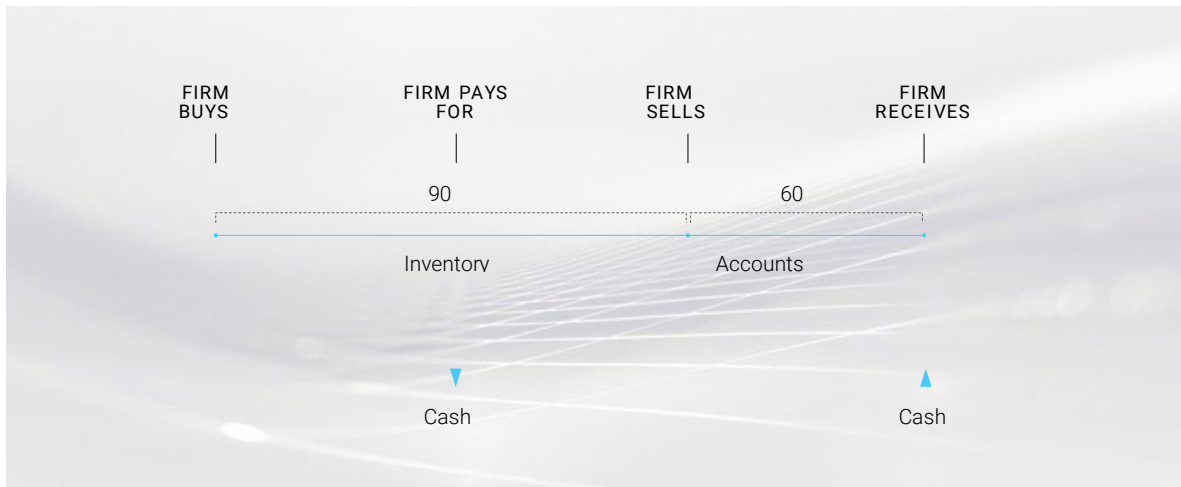 FIRM
BUYS
FIRM PAYS
FOR
FIRM
SELLS
FIRM
RECEIVES
90
60
Inventory
Accounts
Cash
Cash